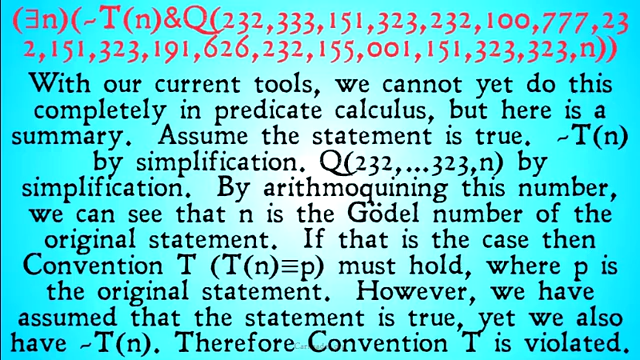 (∃n)(~T(n)&Q(232,333,151,323,232,100,777,23
2,151,323,191,626,232,155,001,151,323,323,n))
With our current tools, we cannot yet do this
completely in predicate calculus, but here is a
summary. Assume the statement is true. ~T(n)
by simplification. Q(232,...323,n) by
simplification. By arithmoquining this number,
we can see that n is the Gödel number of the
original statement. If that is the case then
Convention T (T(n)≡p) must hold, where p is
the original statement. However, we have
assumed that the statement is true, yet we also
have ~T(n). Therefore Convention T is violated.